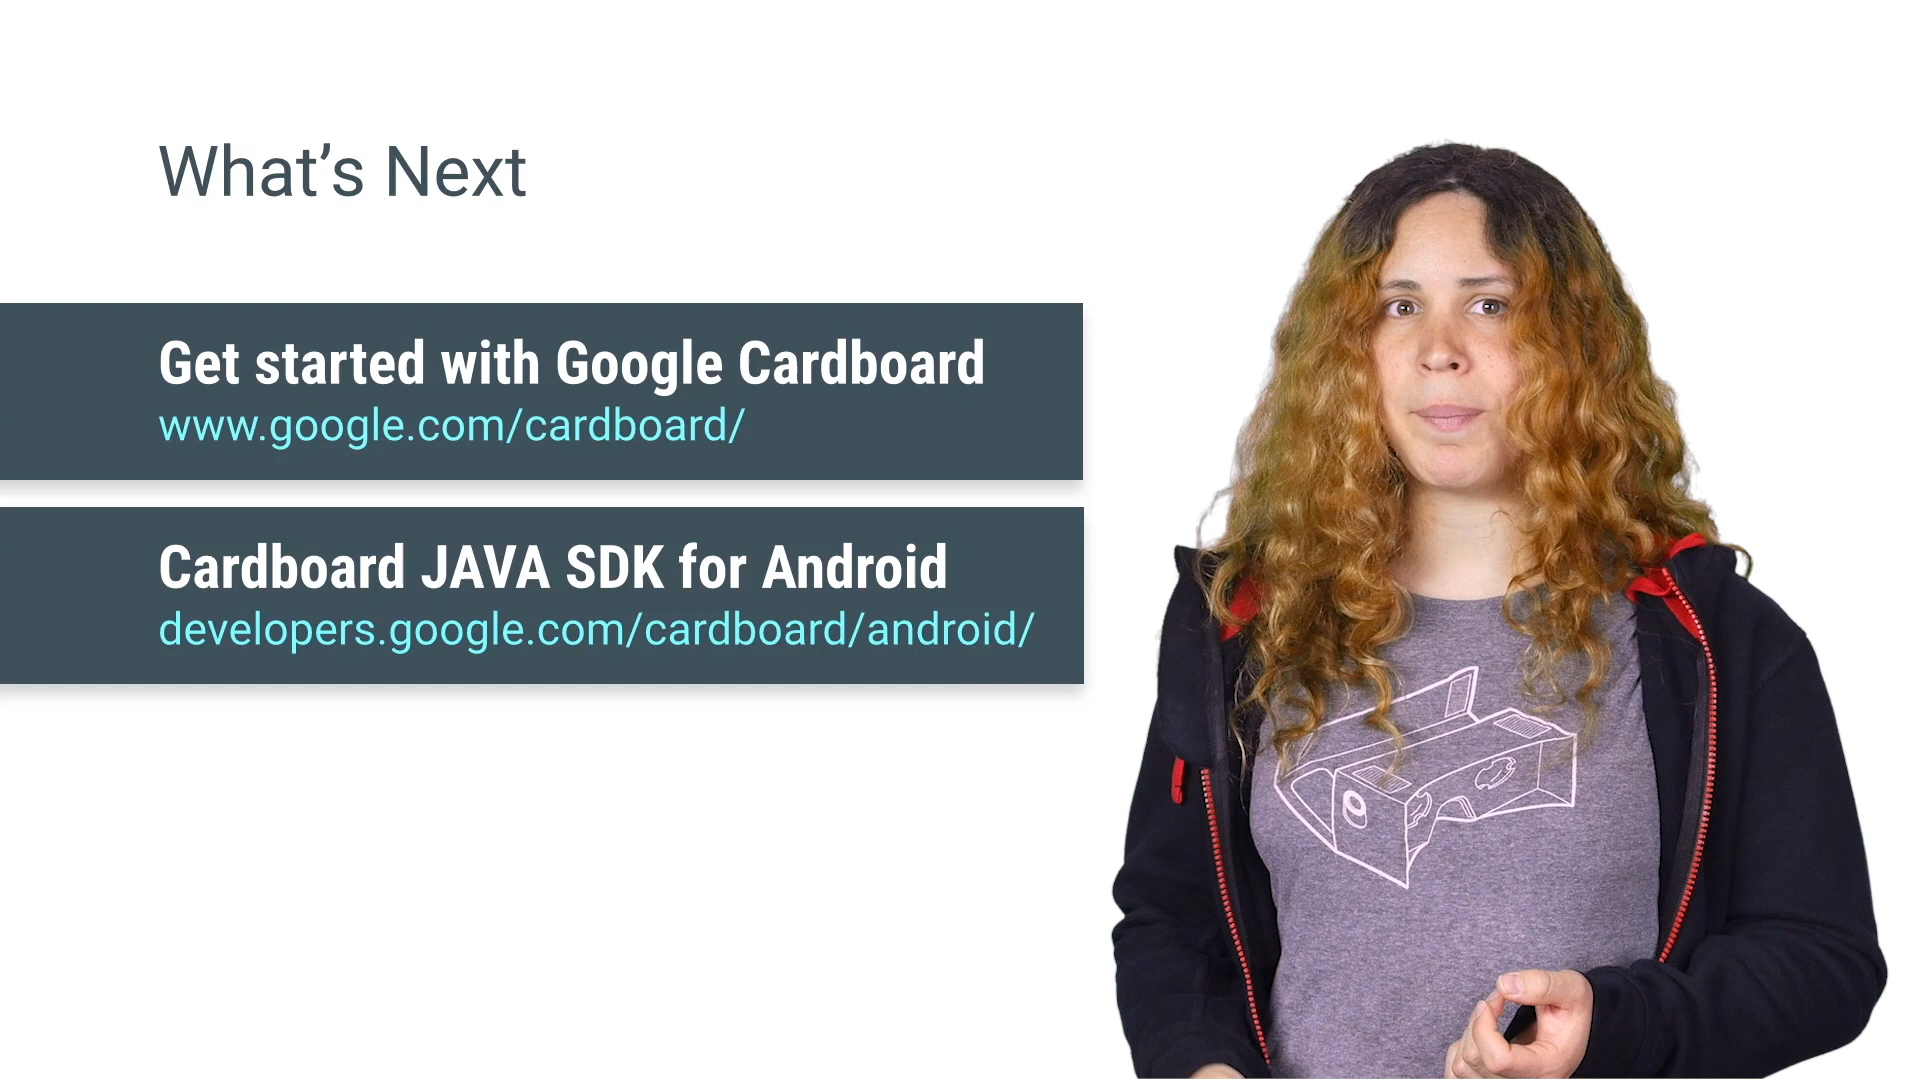 What’s Next
Get started with Google Cardboard
www.google.com/cardboard/
Cardboard JAVA SDK for Android
developers.google.com/cardboard/android/